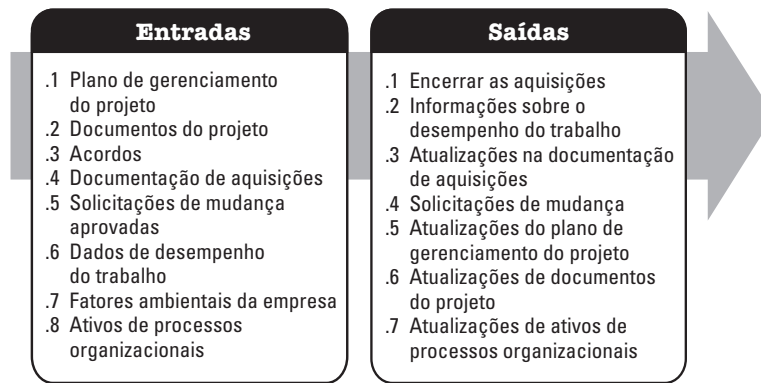 Entradas
.1 Plano de gerenciamento
do projeto
.2 Documentos do projeto
.3 Acordos
.4 Documentação de aquisições
.5 Solicitações de mudança
aprovadas
.6 Dados de desempenho
do trabalho
.7 Fatores ambientais da empresa
.8 Ativos de processos
organizacionais
Saídas
.1 Encerrar as aquisições
.2 Informações sobre o
desempenho do trabalho
.3 Atualizações na documentação
de aquisições
.4 Solicitações de mudança
.5 Atualizações do plano de
gerenciamento do projeto
.6 Atualizações de documentos
do projeto
.7 Atualizações de ativos de
processos organizacionais